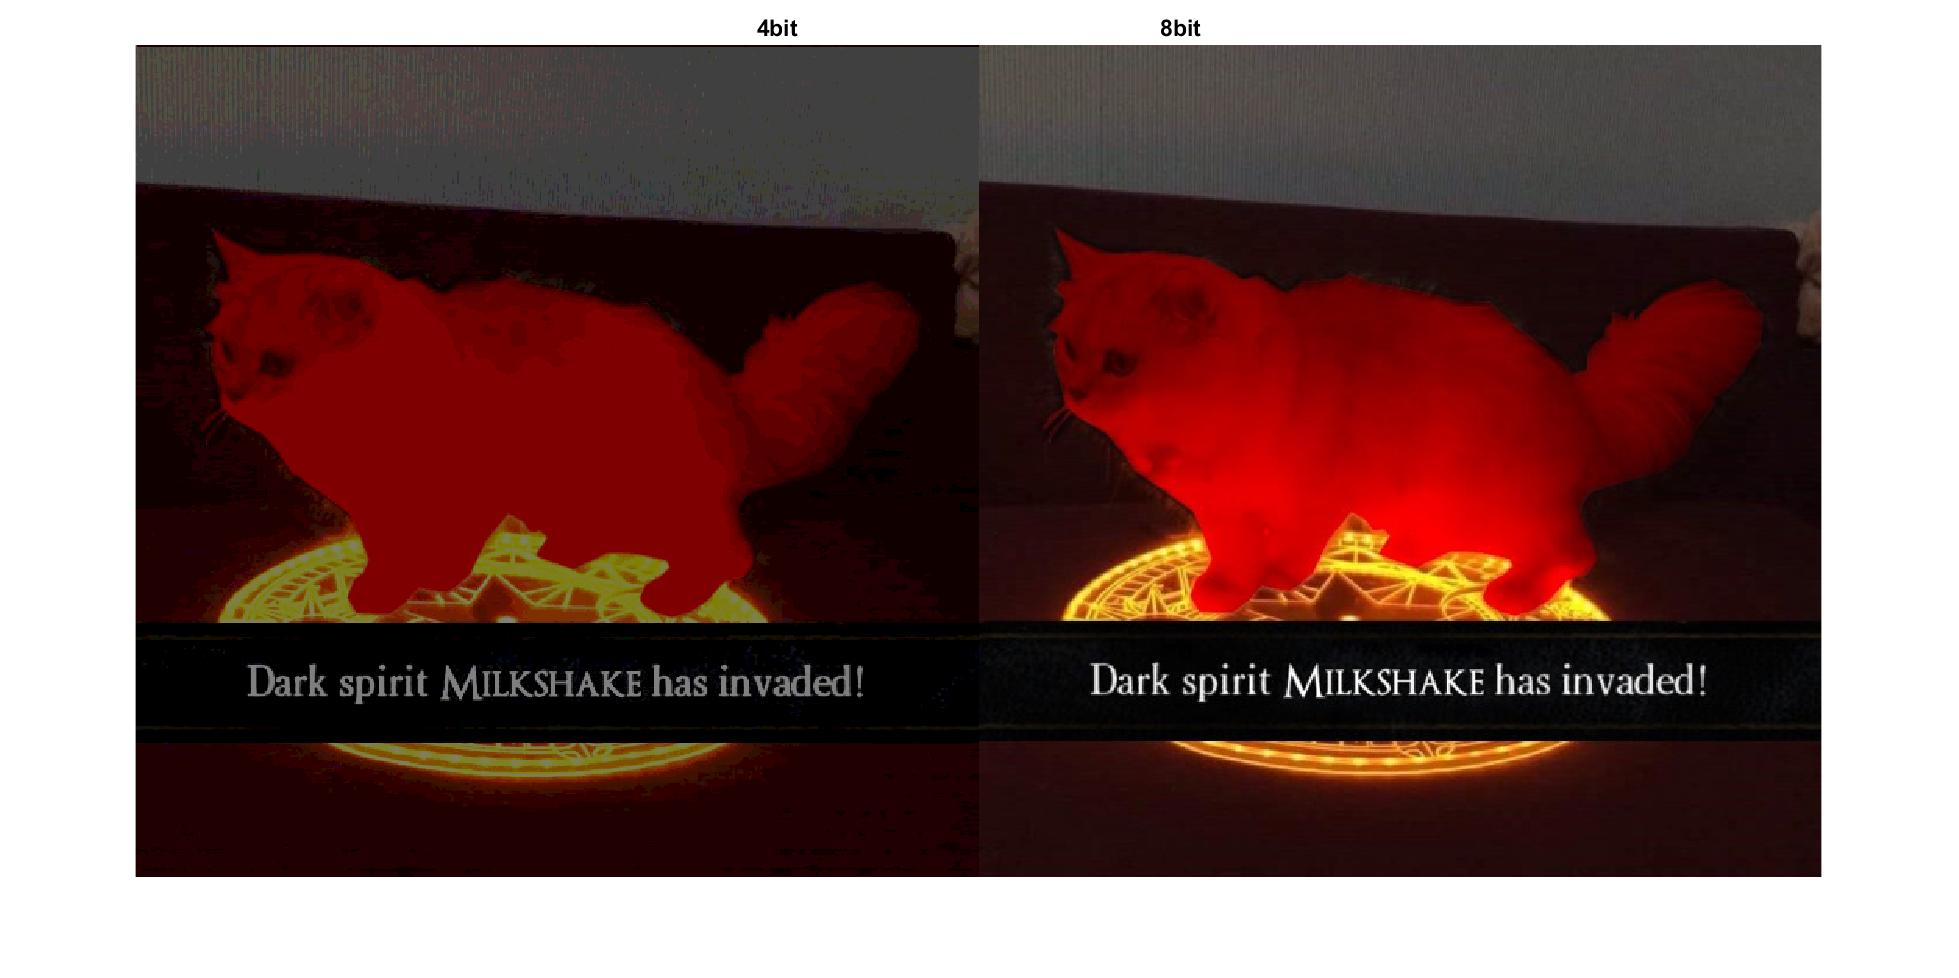 4bit
8bit
Dark spirit MILKSHAKE has invaded!
Dark spirit MILKSHAKE has invaded!